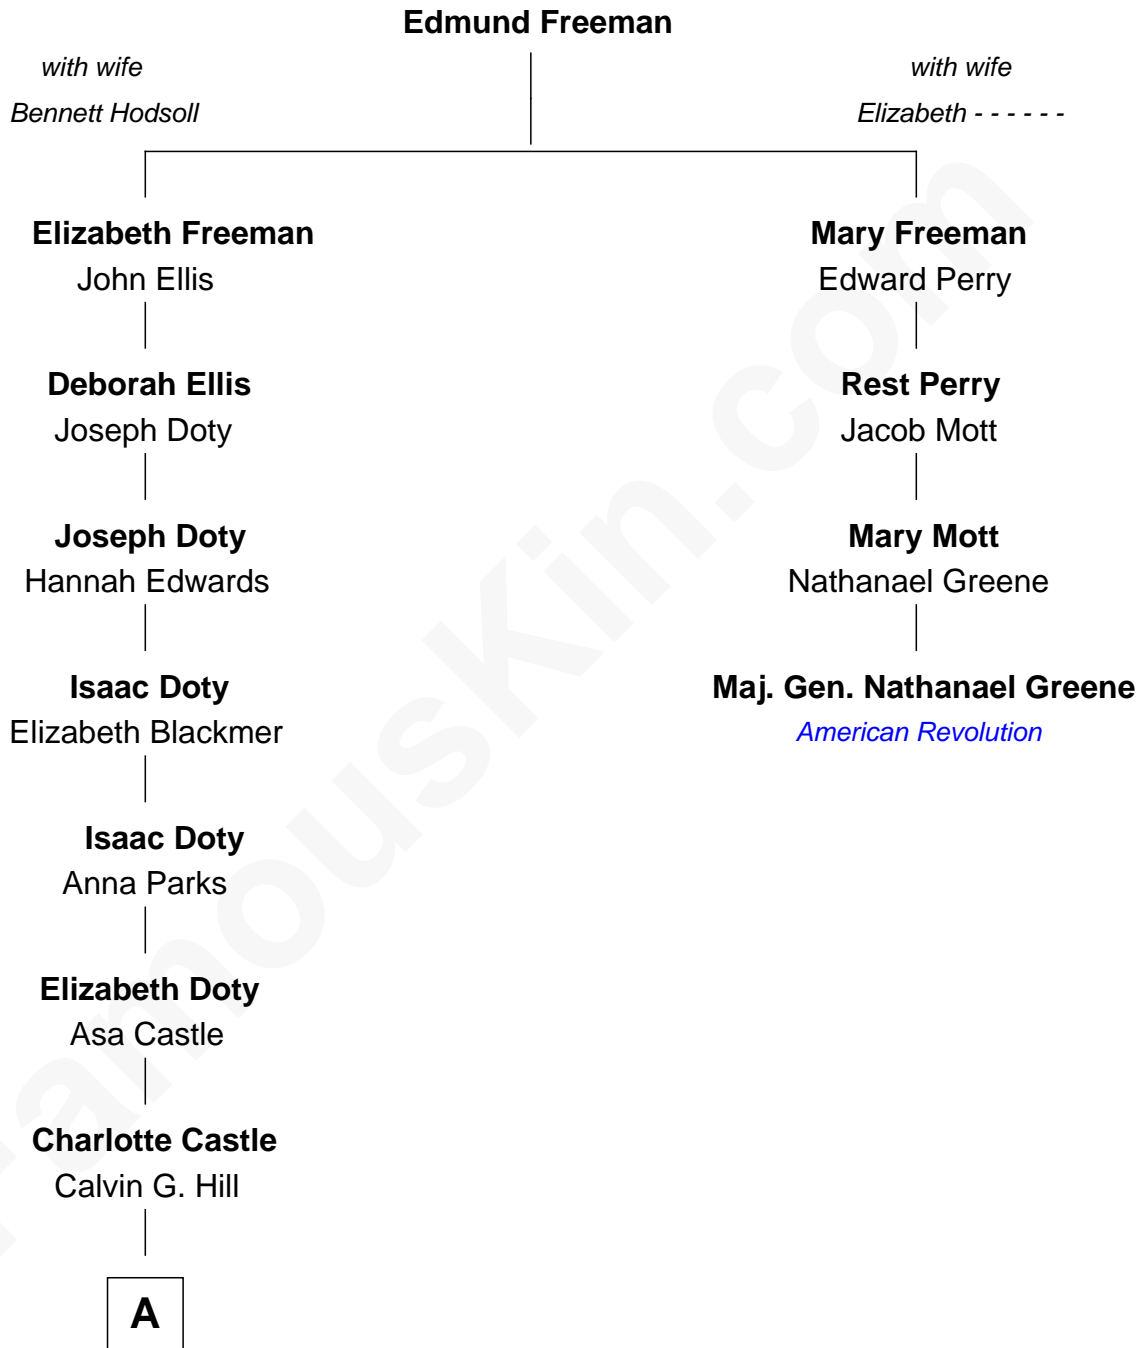 Edmund Freeman
with wife
Bennett Hodsoll
with wife
Elizabeth - - - - - -
Elizabeth Freeman
John Ellis
Deborah Ellis
Joseph Doty
Joseph Doty
Hannah Edwards
Isaac Doty
Elizabeth Blackmer
Isaac Doty
Anna Parks
Elizabeth Doty
Asa Castle
Charlotte Castle
Calvin G. Hill
A
Mary Freeman
Edward Perry
Rest Perry
Jacob Mott
Mary Mott
Nathanael Greene
Maj. Gen. Nathanael Greene
American Revolution
FamousKin.com